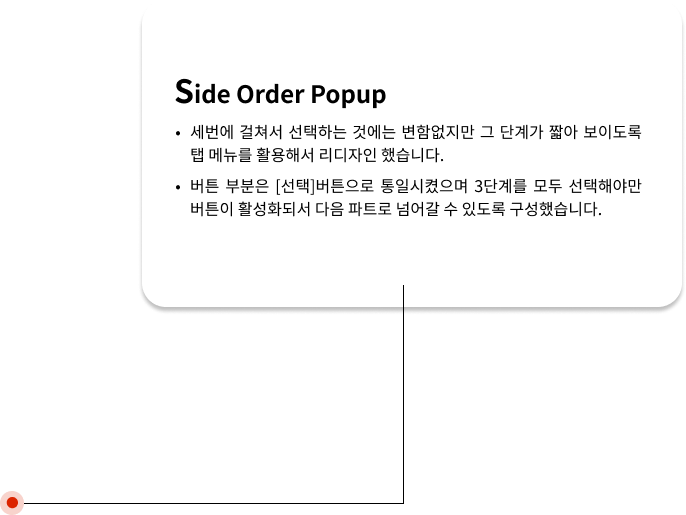 Side Order Popup
• 세번에 걸쳐서 선택하는 것에는 변함없지만 그 단계가 짧아 보이도록
탭 메뉴를 활용해서 리디자인 했습니다.
• 버튼 부분은 [선택]버튼으로 통일시켰으며 3단계를 모두 선택해야만
버튼이 활성화되서 다음 파트로 넘어갈 수 있도록 구성했습니다.